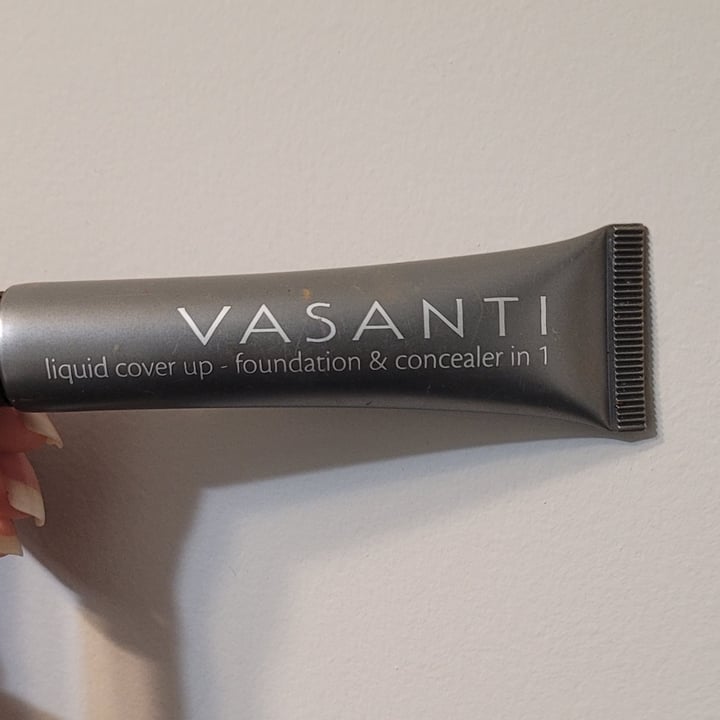 VASANTI
liquid cover up - foundation & concealer in 1